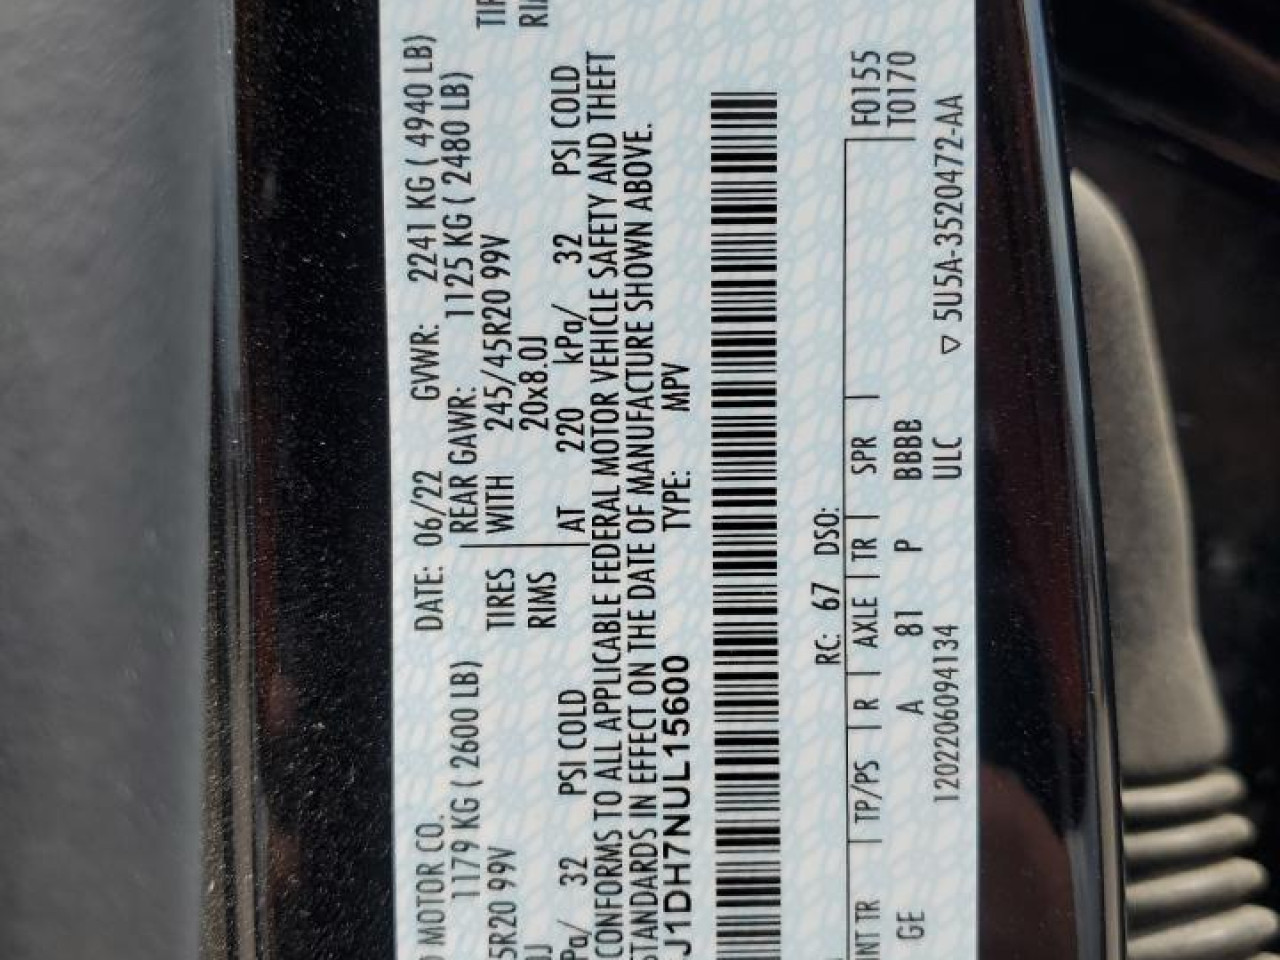 MOTOR CO. DATE: 06/22 GVWR: 2241 KG ( 4940 LB)
1179 KG ( 2600 LB) REAR GAWR: 1125 KG ( 2480 LB)
5R20 99V TIRES WITH 245/45R20 99V TIR
0J RIMS 20x8.0J RI
Pa/ 32 PSI COLD AT 220 kPa/ 32 PSI COLD
CONFORMS TO ALL APPLICABLE FEDERAL MOTOR VEHICLE SAFETY AND THEFT
STANDARDS IN EFFECT ON THE DATE OF MANUFACTURE SHOWN ABOVE.
J1DH7NUL15600 TYPE: MPV
RC: 67 DSO:
INT TR TP/PS R AXLE TR SPR F0155
GE A 81 P BBBB T0170
1202206094134 ULC ▽ 5U5A-3520472-AA